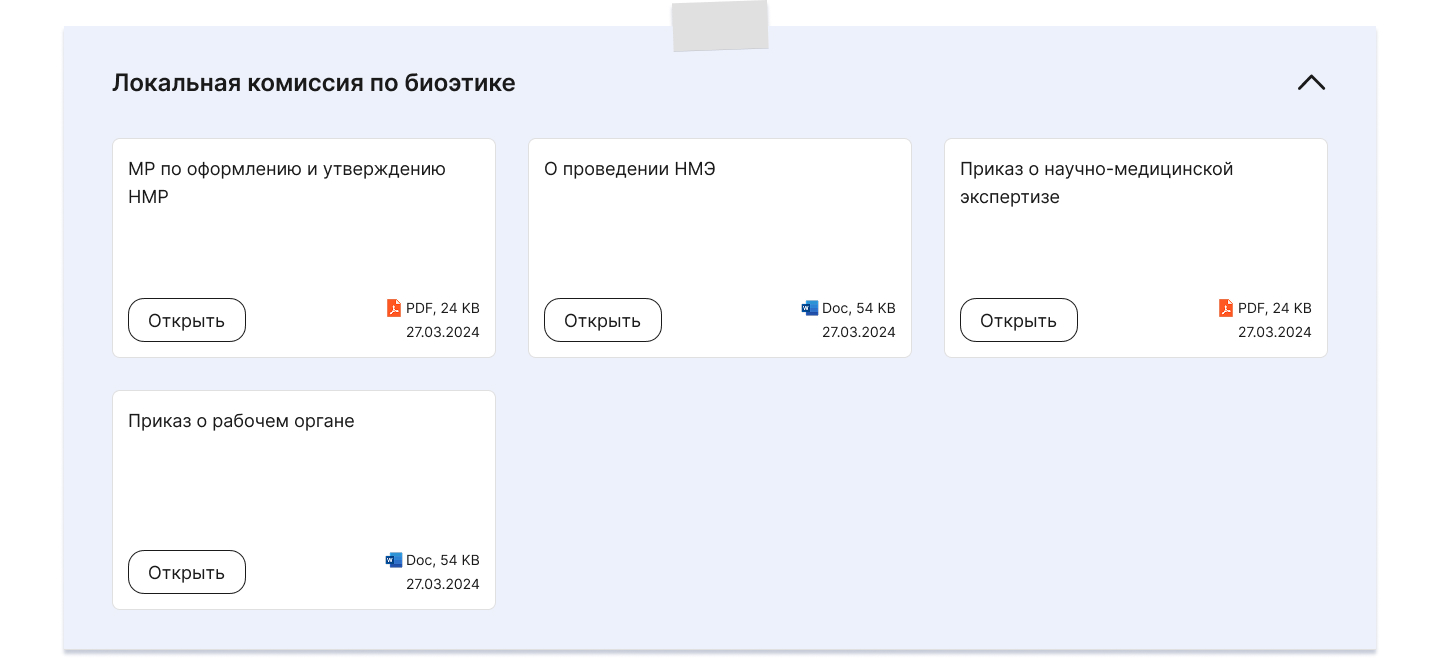 Локальная комиссия по биоэтике
МР по оформлению и утверждению
НМР
Открыть
PDF, 24 KB
27.03.2024
О проведении НМЭ
Открыть
Doc, 54 KB
27.03.2024
Приказ о научно-медицинской
экспертизе
Открыть
PDF, 24 KB
27.03.2024
Приказ о рабочем органе
Открыть
Doc, 54 KB
27.03.2024